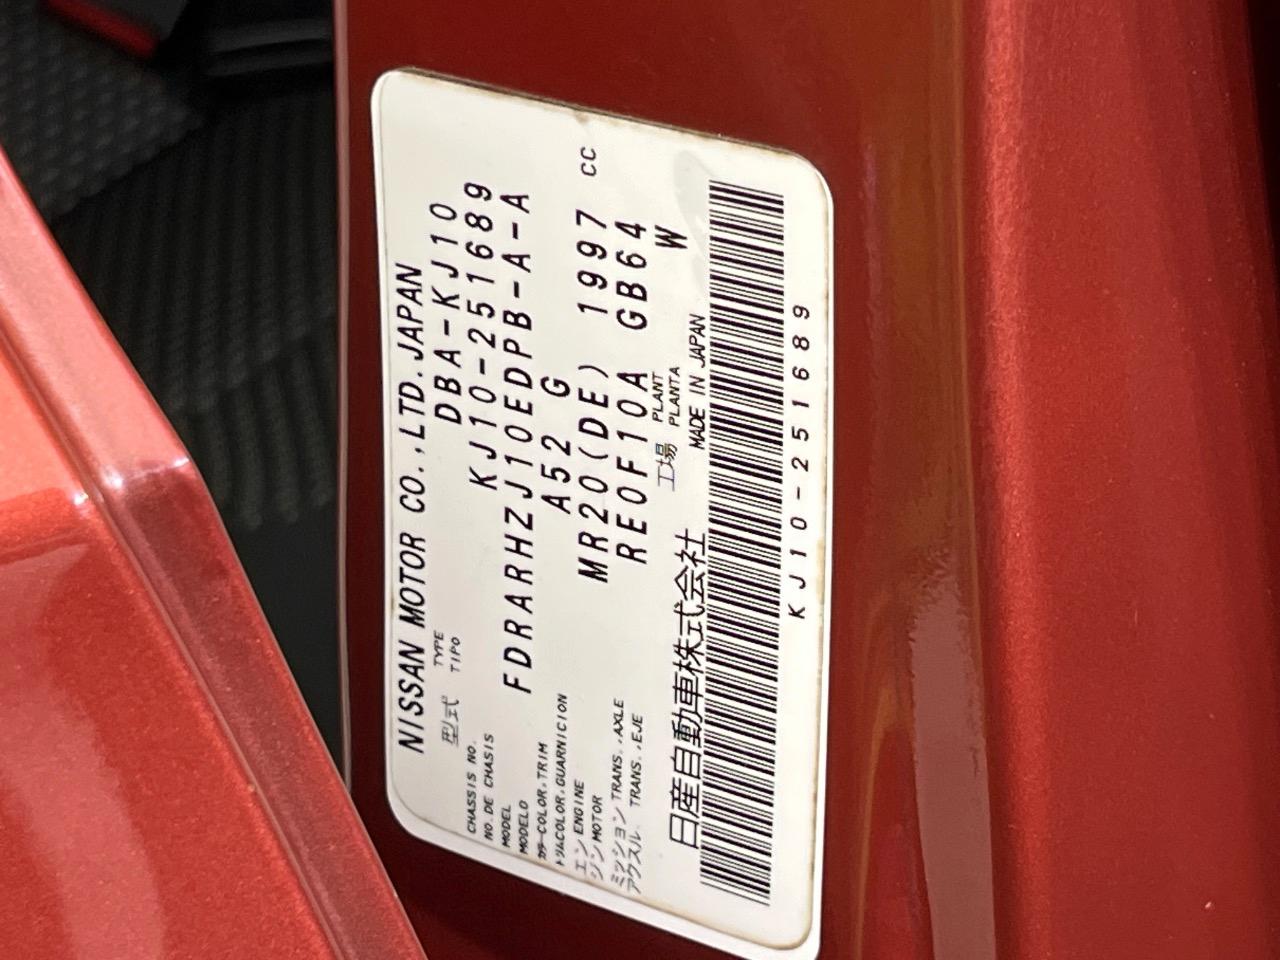 NISSAN MOTOR CO.,LTD.JAPAN
型式 TYPE TIPO DBA-KJ10
CHASSIS NO. NO.DE CHASIS KJ10-251689
MODEL MODELO FDRARHZJ10EDPB-A-A
カラー COLOR,TRIM トリム COLOR,GUARNICION A52 G
エンジン ENGINE MOTOR MR20(DE) 1997 CC
ミッション TRANS.,AXLE アクスル TRANS.,EJE RE0F10A GB64
工場 PLANT PLANTA W
日産自動車株式会社 MADE IN JAPAN
KJ10-251689